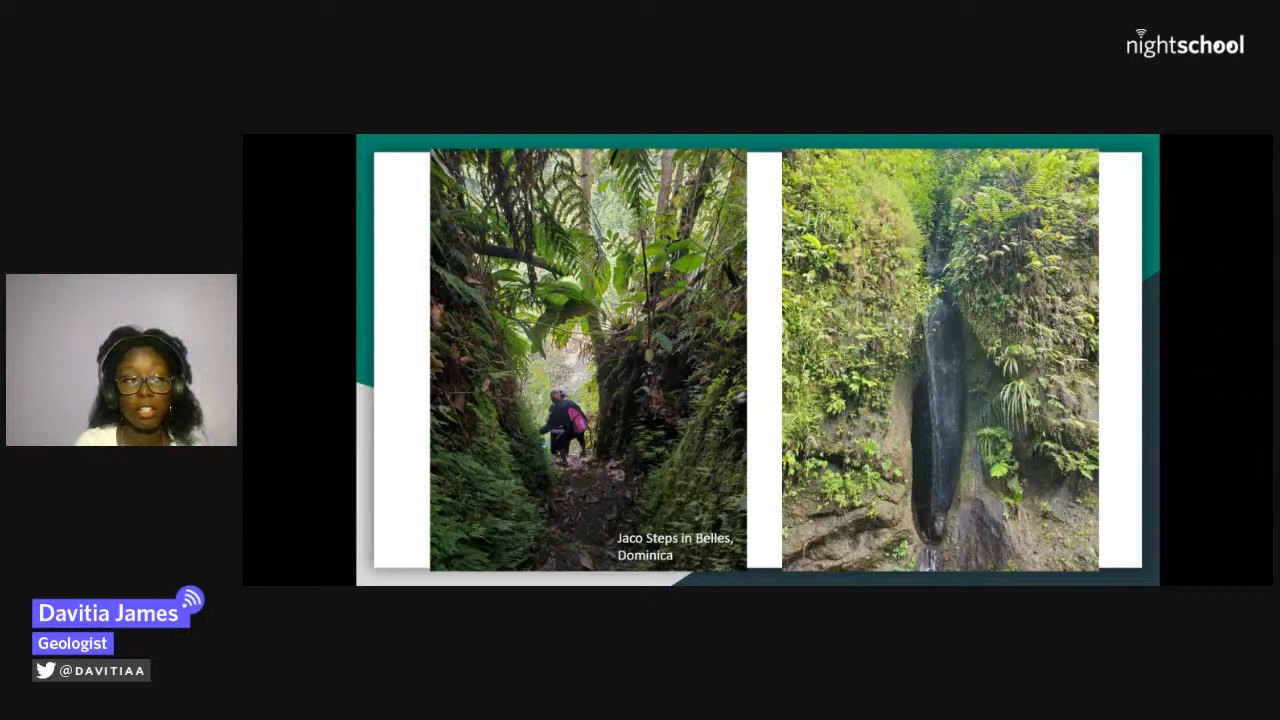 nightschool
Jaco Steps in Belles,
Dominica
Davitia James
Geologist
@DAVITIAA